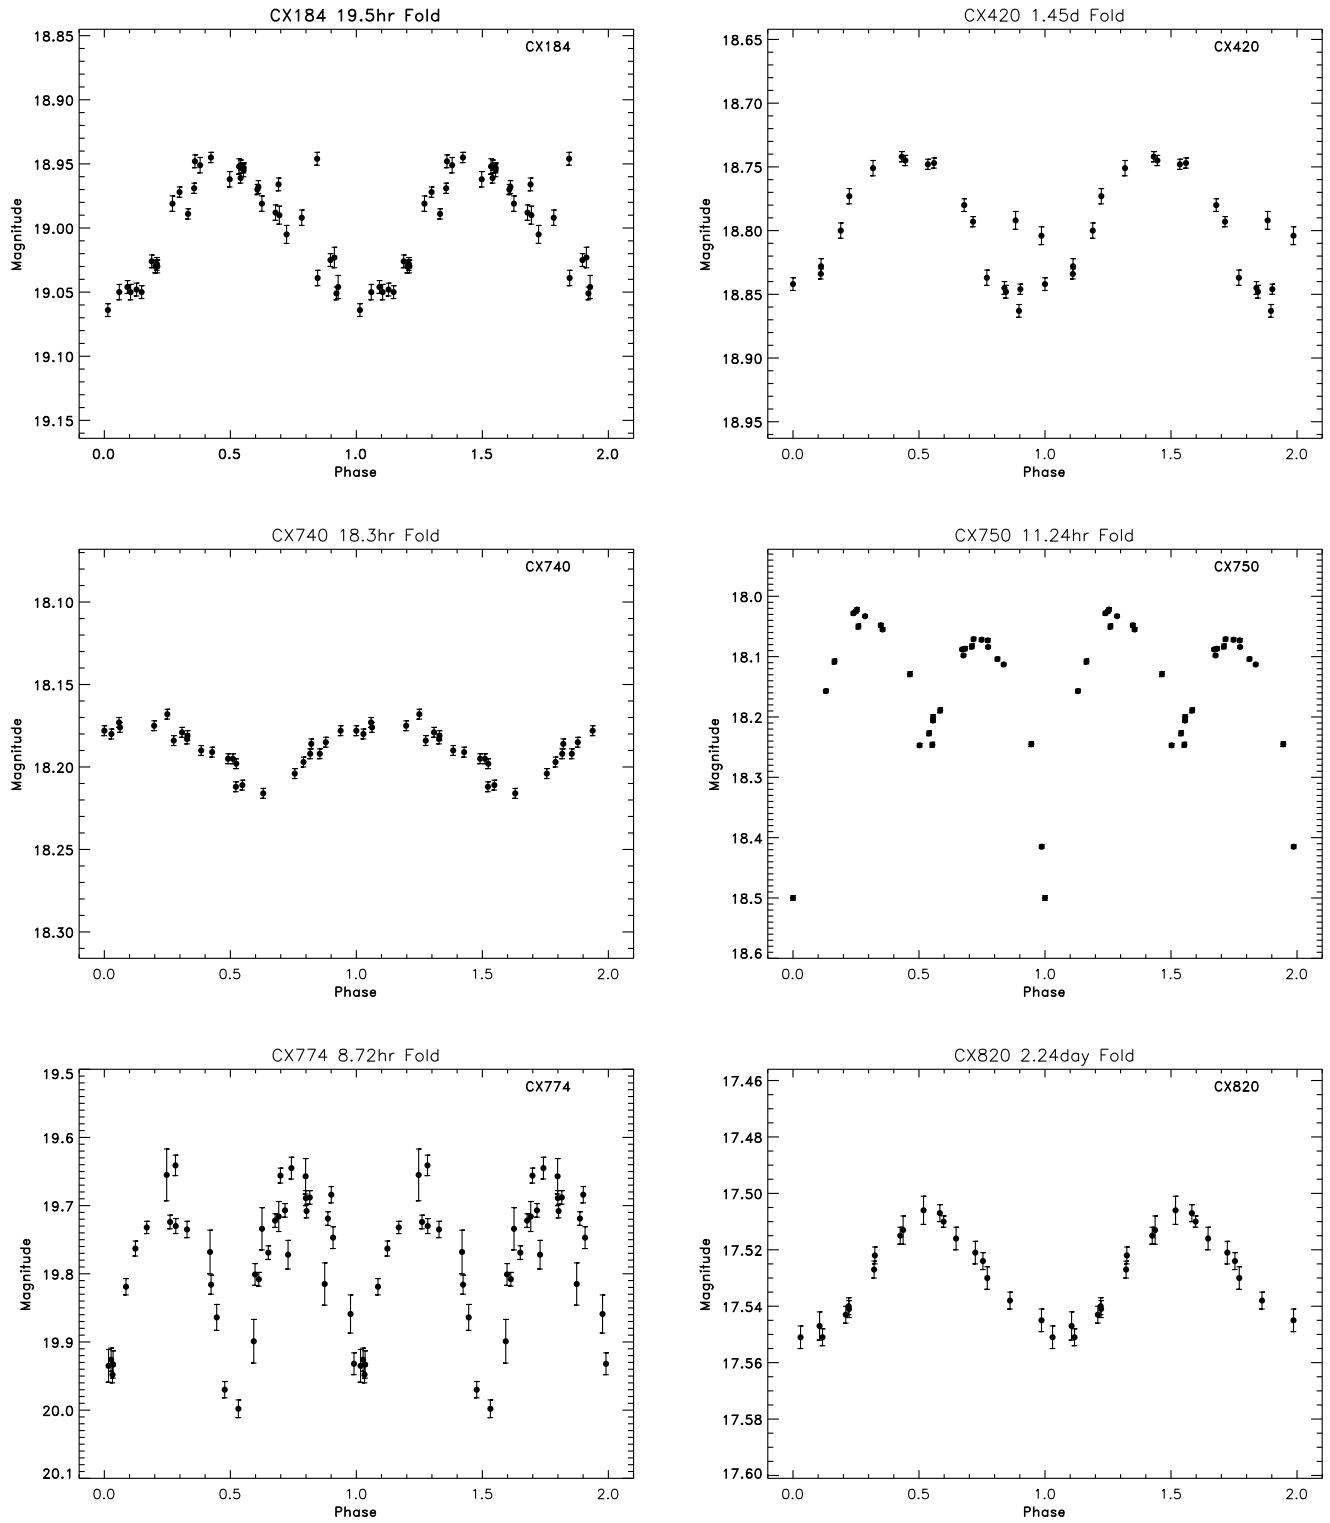 CX184 19.5hr Fold
CX184
18.85
18.90
18.95
19.00
19.05
19.10
19.15
Magnitude
0.0 0.5 1.0 1.5 2.0
Phase
CX420 1.45d Fold
CX420
18.65
18.70
18.75
18.80
18.85
18.90
18.95
Magnitude
0.0 0.5 1.0 1.5 2.0
Phase
CX740 18.3hr Fold
CX740
18.10
18.15
18.20
18.25
18.30
Magnitude
0.0 0.5 1.0 1.5 2.0
Phase
CX750 11.24hr Fold
CX750
18.0
18.1
18.2
18.3
18.4
18.5
18.6
Magnitude
0.0 0.5 1.0 1.5 2.0
Phase
CX774 8.72hr Fold
CX774
19.5
19.6
19.7
19.8
19.9
20.0
20.1
Magnitude
0.0 0.5 1.0 1.5 2.0
Phase
CX820 2.24day Fold
CX820
17.46
17.48
17.50
17.52
17.54
17.56
17.58
17.60
Magnitude
0.0 0.5 1.0 1.5 2.0
Phase